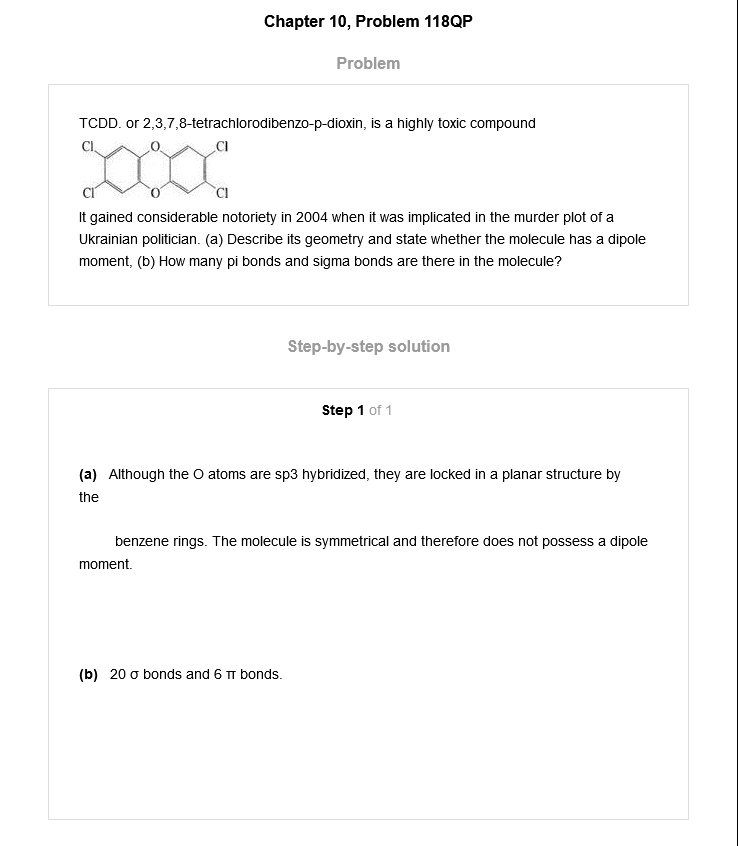 Chapter 10, Problem 118QP
Problem
TCDD. or 2,3,7,8-tetrachlorodibenzo-p-dioxin, is a highly toxic compound
Cl O Cl
Cl O Cl
It gained considerable notoriety in 2004 when it was implicated in the murder plot of a
Ukrainian politician. (a) Describe its geometry and state whether the molecule has a dipole
moment, (b) How many pi bonds and sigma bonds are there in the molecule?
Step-by-step solution
Step 1 of 1
(a) Although the O atoms are sp3 hybridized, they are locked in a planar structure by
the
benzene rings. The molecule is symmetrical and therefore does not possess a dipole
moment.
(b) 20 σ bonds and 6 π bonds.